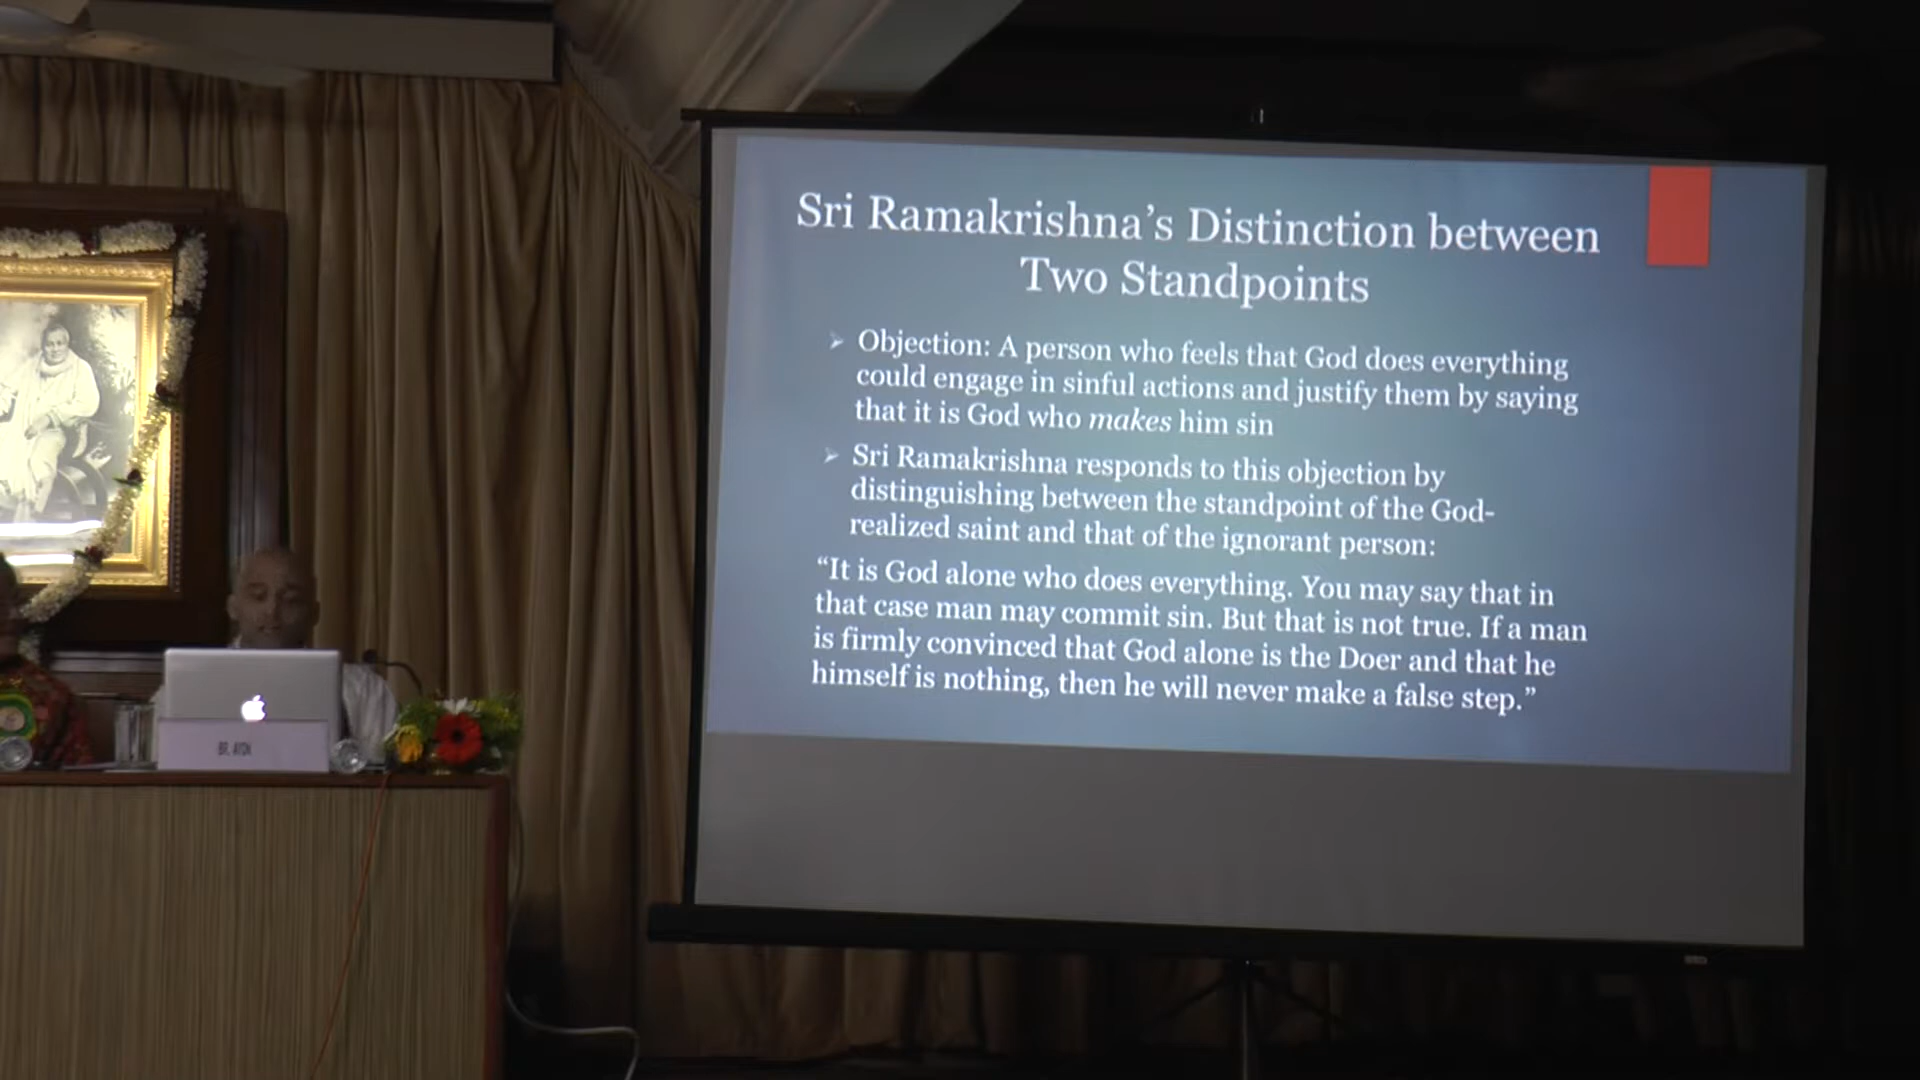 Sri Ramakrishna’s Distinction between
Two Standpoints
➢ Objection: A person who feels that God does everything
could engage in sinful actions and justify them by saying
that it is God who makes him sin
➢ Sri Ramakrishna responds to this objection by
distinguishing between the standpoint of the God-
realized saint and that of the ignorant person:
“It is God alone who does everything. You may say that in
that case man may commit sin. But that is not true. If a man
is firmly convinced that God alone is the Doer and that he
himself is nothing, then he will never make a false step.”
BR. AYON